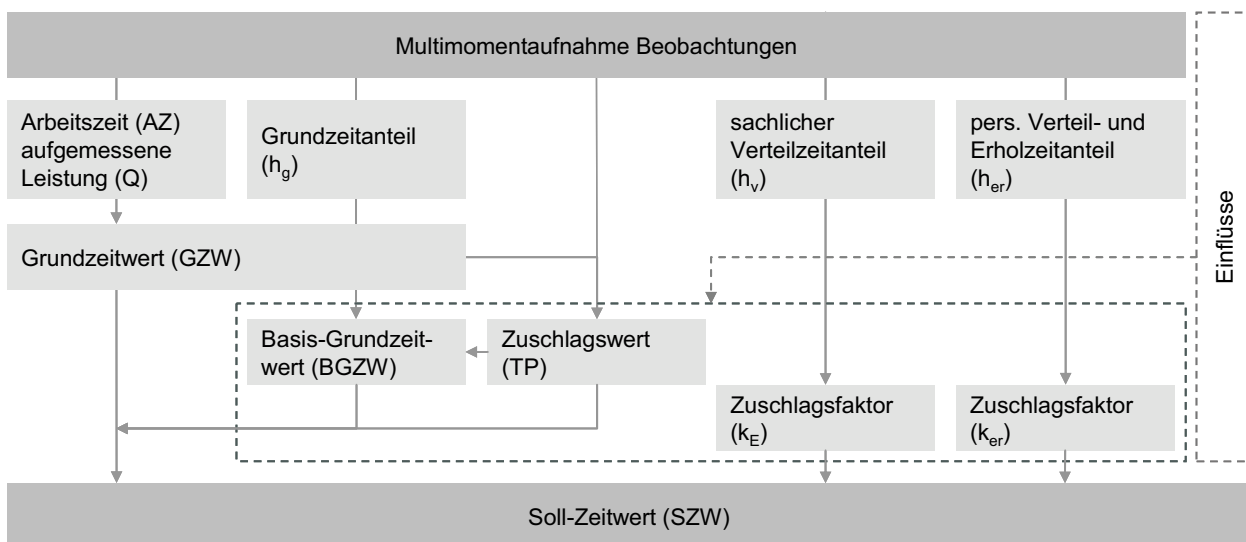 Multimomentaufnahme Beobachtungen
Arbeitszeit (AZ)
aufgemessene
Leistung (Q)
Grundzeitanteil
(hg)
sachlicher
Verteilzeitanteil
(hv)
pers. Verteil- und
Erholzeitanteil
(her)
Einflüsse
Grundzeitwert (GZW)
Basis-Grundzeit-
wert (BGZW)
Zuschlagswert
(TP)
Zuschlagsfaktor
(kE)
Zuschlagsfaktor
(ker)
Soll-Zeitwert (SZW)